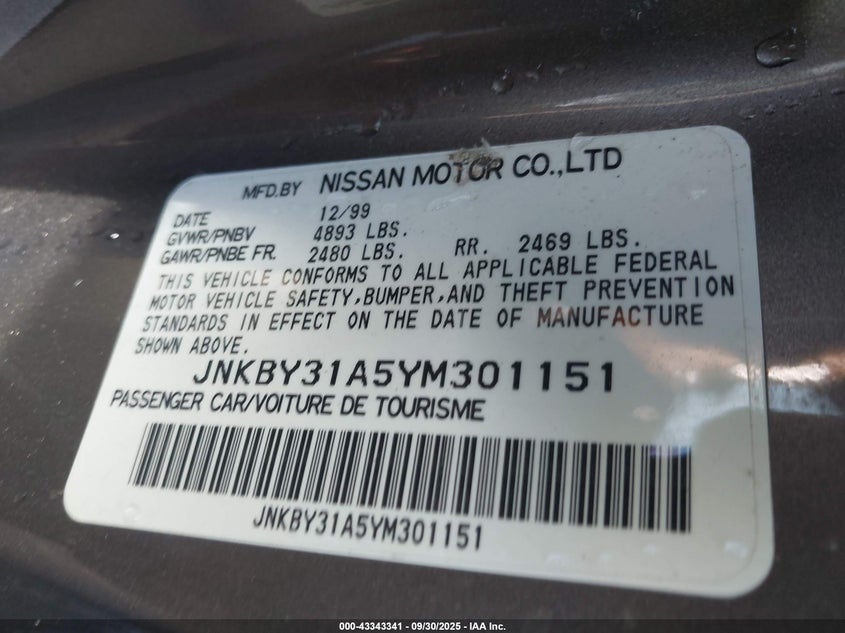 MFD.BY NISSAN MOTOR CO.,LTD
DATE 12/99
GVWR/PNBV 4893 LBS.
GAWR/PNBE FR. 2480 LBS. RR. 2469 LBS.
THIS VEHICLE CONFORMS TO ALL APPLICABLE FEDERAL
MOTOR VEHICLE SAFETY,BUMPER,AND THEFT PREVENTION
STANDARDS IN EFFECT ON THE DATE OF MANUFACTURE
SHOWN ABOVE.
JNKBY31A5YM301151
PASSENGER CAR/VOITURE DE TOURISME
JNKBY31A5YM301151
000-43343341 - 09/30/2025 - IAA Inc.